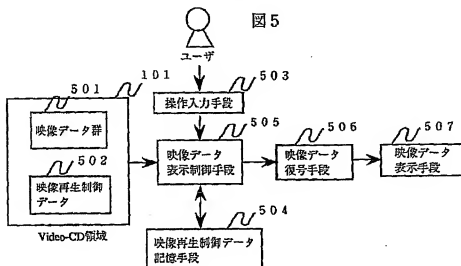 図5
ユーザ
101
501
503
操作入力手段
映像データ群
505
506
507
502
映像データ
表示制御手段
映像データ
復号手段
映像データ
表示手段
映像再生制御
データ
504
Video-CD領域
映像再生制御データ
記憶手段